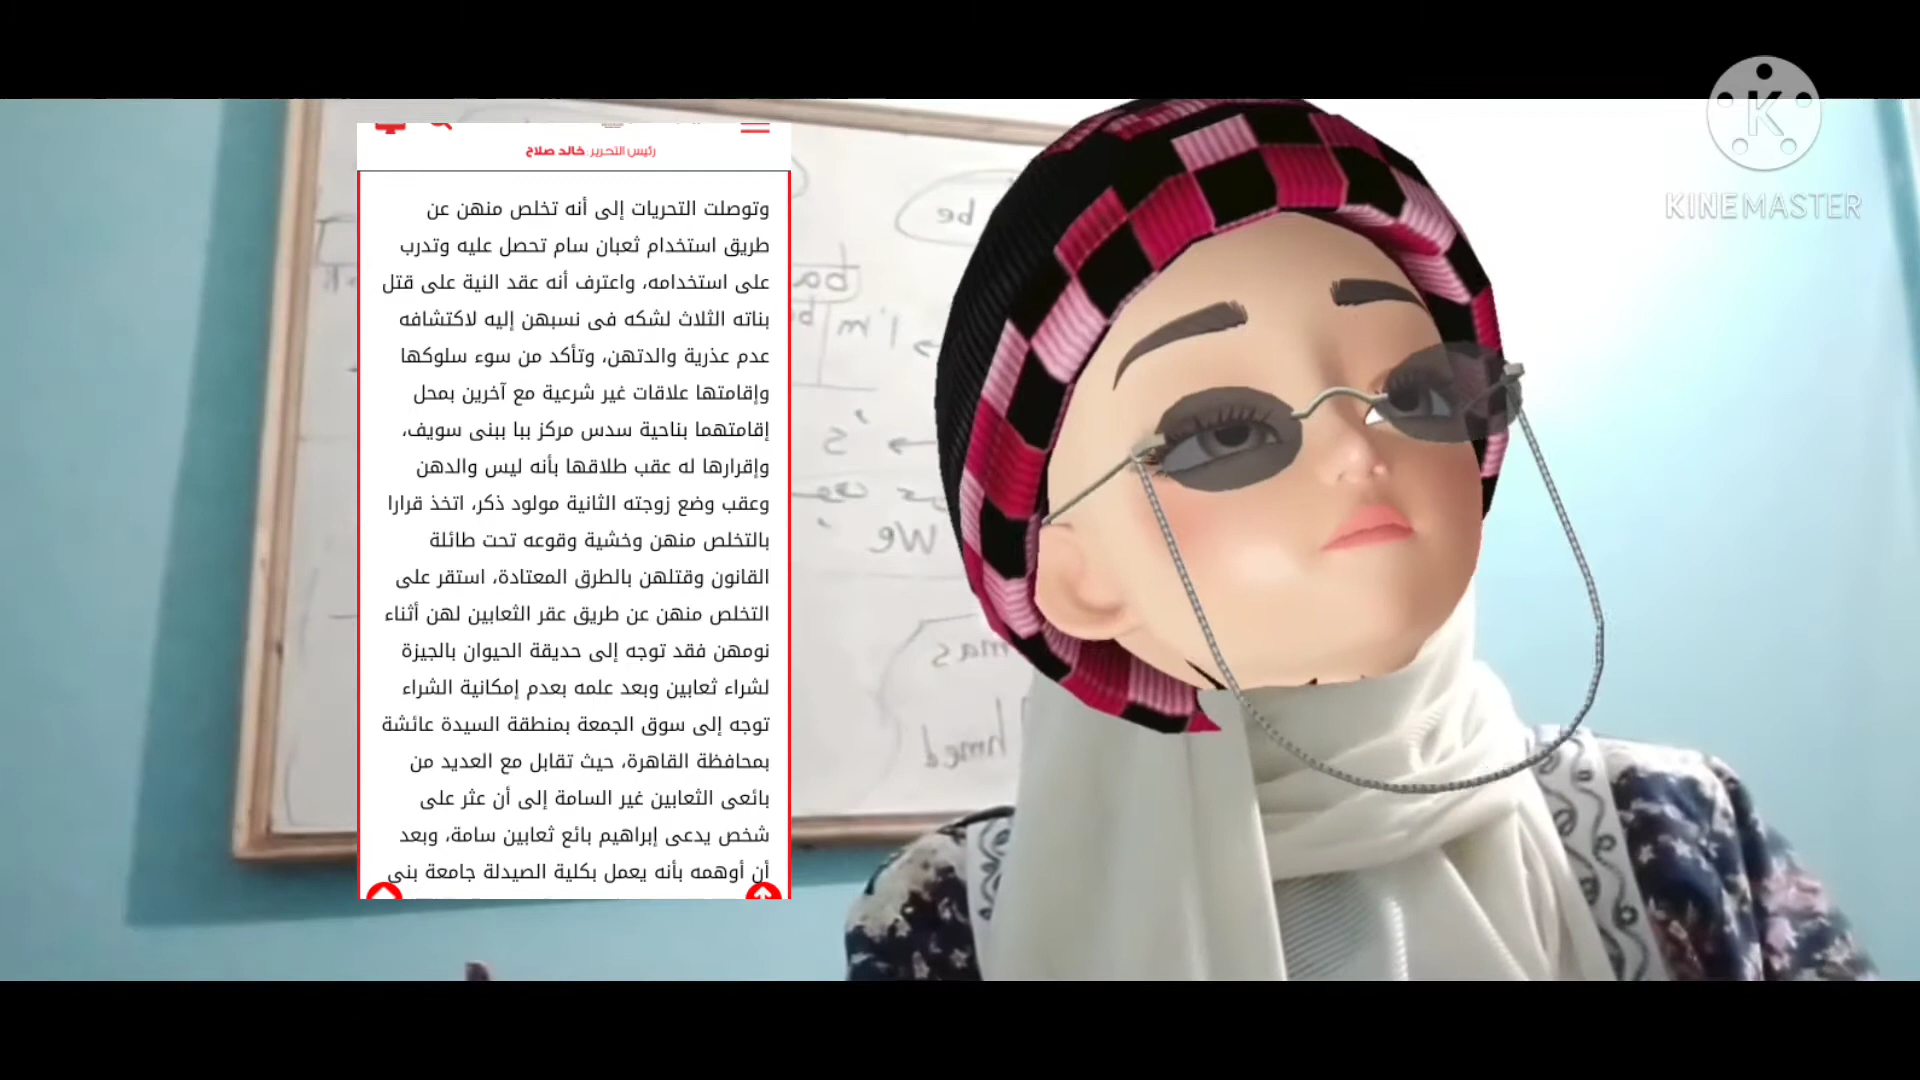 رئيس التحرير خالد صلاح
وتوصلت التحريات إلى أنه تخلص منهن عن
طريق استخدام ثعبان سام تحصل عليه وتدرب
على استخدامه، واعترف أنه عقد النية على قتل
بناته الثلاث لشكه فى نسبهن إليه لاكتشافه
عدم عذرية والدتهن، وتأكد من سوء سلوكها
وإقامتها علاقات غير شرعية مع آخرين بمحل
إقامتهما بناحية سدس مركز ببا ببنى سويف،
وإقرارها له عقب طلاقها بأنه ليس والدهن
وعقب وضع زوجته الثانية مولود ذكر، اتخذ قرارا
بالتخلص منهن وخشية وقوعه تحت طائلة
القانون وقتلهن بالطرق المعتادة، استقر على
التخلص منهن عن طريق عقر الثعابين لهن أثناء
نومهن فقد توجه إلى حديقة الحيوان بالجيزة
لشراء ثعابين وبعد علمه بعدم إمكانية الشراء
توجه إلى سوق الجمعة بمنطقة السيدة عائشة
بمحافظة القاهرة، حيث تقابل مع العديد من
بائعى الثعابين غير السامة إلى أن عثر على
شخص يدعى إبراهيم بائع ثعابين سامة، وبعد
أن أوهمه بأنه يعمل بكلية الصيدلة جامعة بنى
K
KINEMASTER
be
I'm
's
We